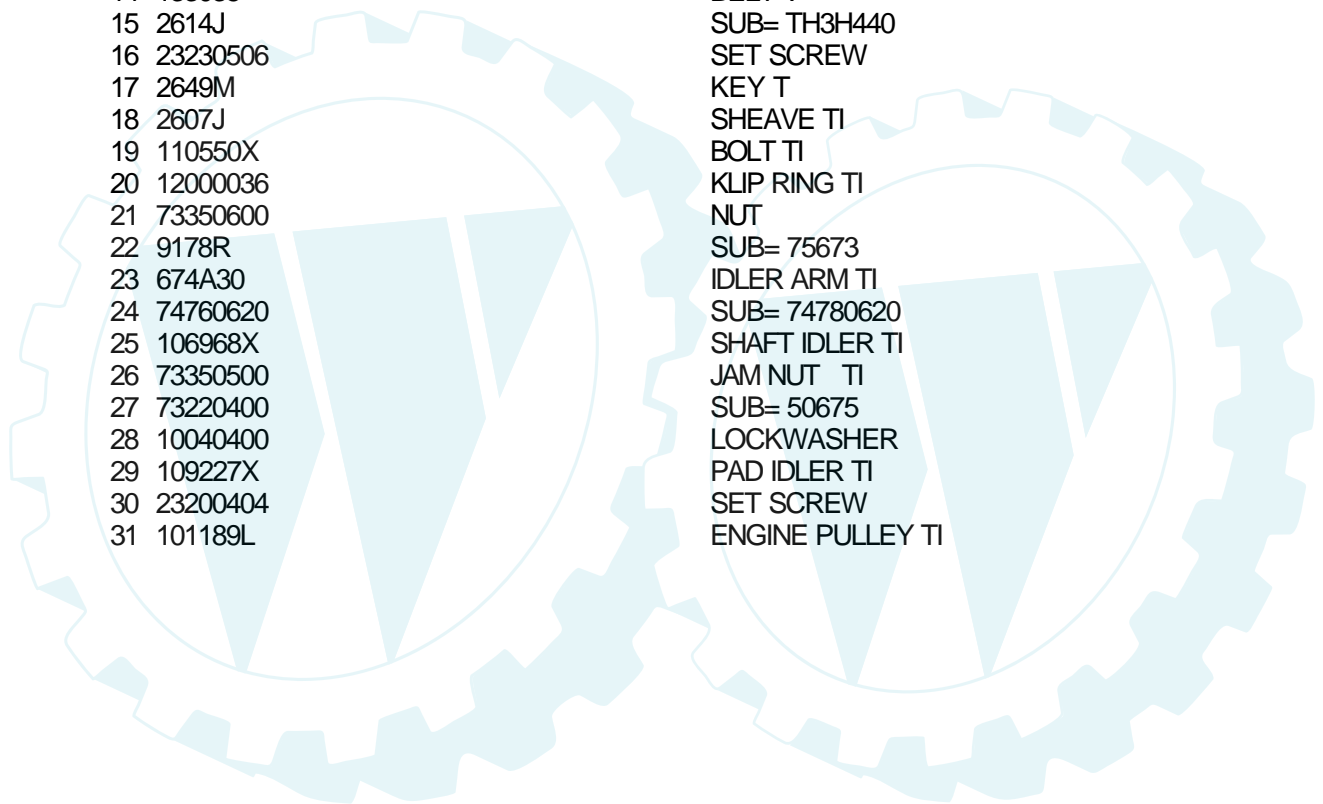 15 2614J SUB= TH3H440
16 23230506 SET SCREW
17 2649M KEY T
18 2607J SHEAVE TI
19 110550X BOLT TI
20 12000036 KLIP RING TI
21 73350600 NUT
22 9178R SUB= 75673
23 674A30 IDLER ARM TI
24 74760620 SUB= 74780620
25 106968X SHAFT IDLER TI
26 73350500 JAM NUT TI
27 73220400 SUB= 50675
28 10040400 LOCKWASHER
29 109227X PAD IDLER TI
30 23200404 SET SCREW
31 101189L ENGINE PULLEY TI